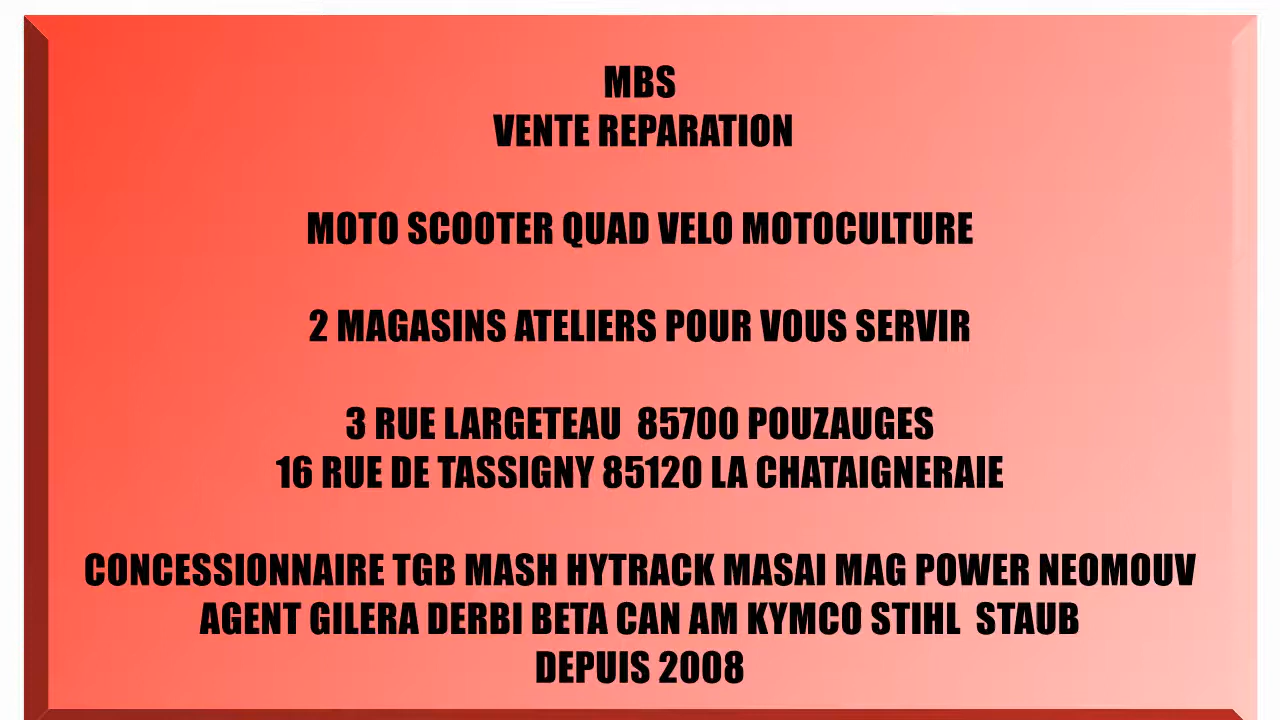 MBS
VENTE REPARATION
MOTO SCOOTER QUAD VELO MOTOCULTURE
2 MAGASINS ATELIERS POUR VOUS SERVIR
3 RUE LARGETEAU  85700 POUZAUGES
16 RUE DE TASSIGNY 85120 LA CHATAIGNERAIE
CONCESSIONNAIRE TGB MASH HYTRACK MASAI MAG POWER NEOMOUV
AGENT GILERA DERBI BETA CAN AM KYMCO STIHL  STAUB
DEPUIS 2008